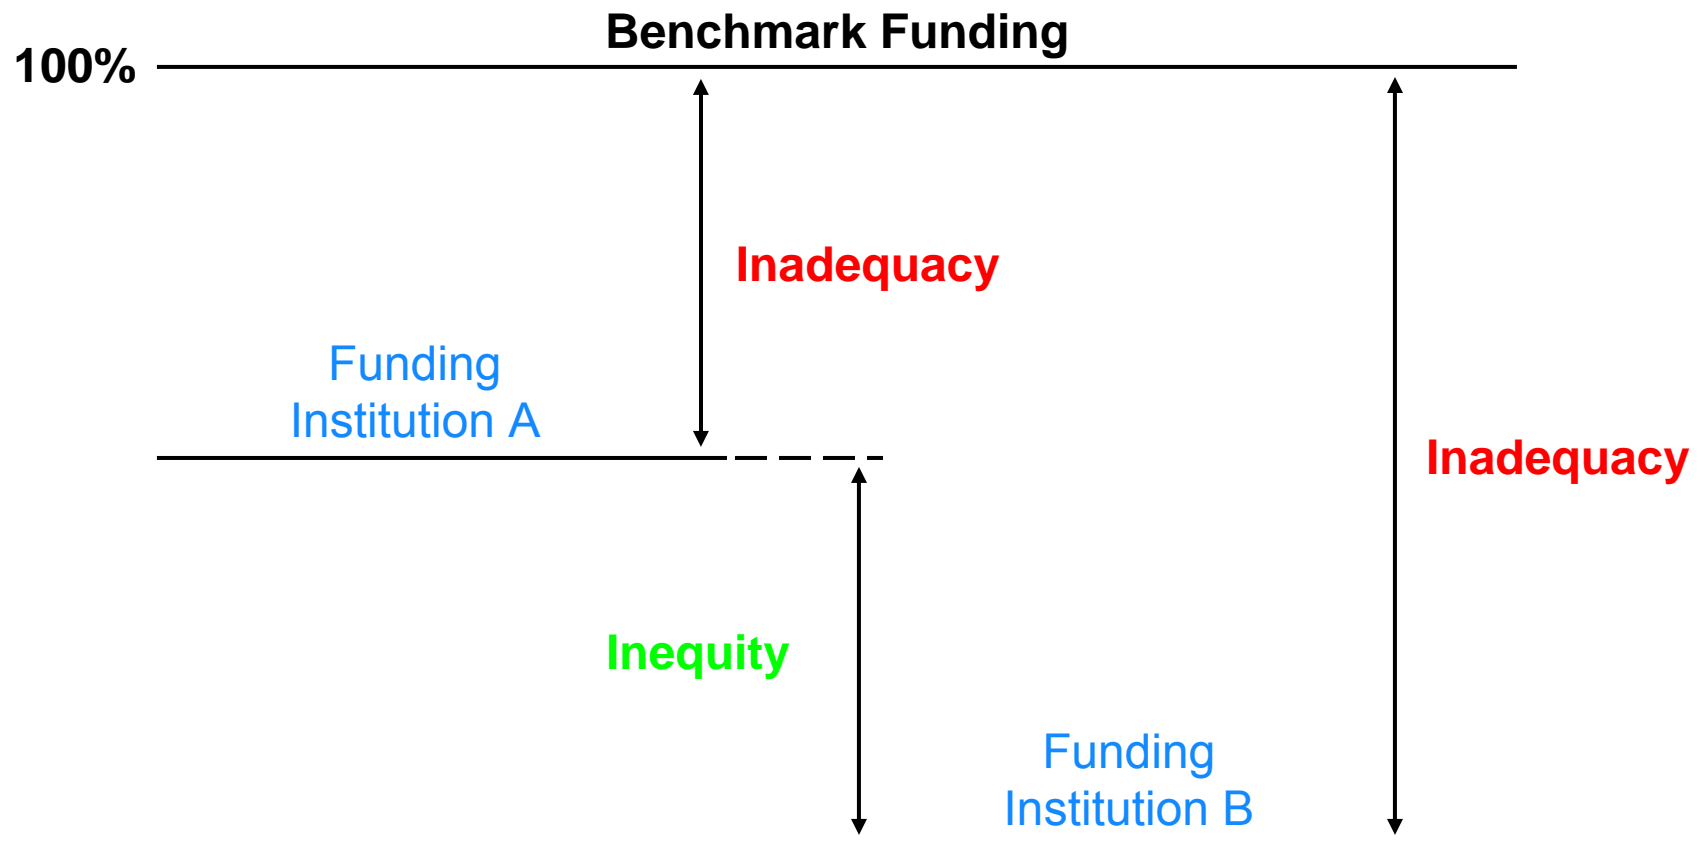 Benchmark Funding
100%
Inadequacy
Funding
Institution A
Inadequacy
Inequity
Funding
Institution B